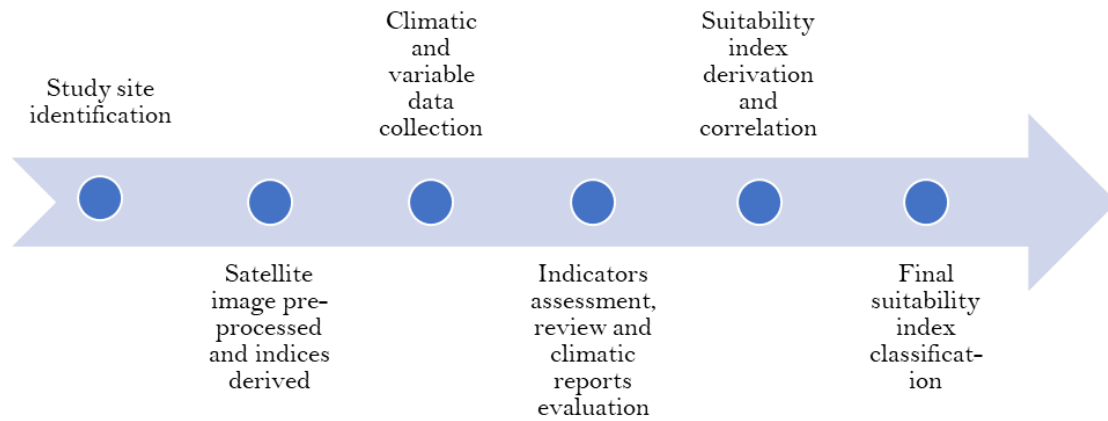 Study site
identification
Satellite
image pre-
processed
and indices
derived
Climatic
and
variable
data
collection
Indicators
assessment,
review and
climatic
reports
evaluation
Suitability
index
derivation
and
correlation
Final
suitability
index
classificat-
ion